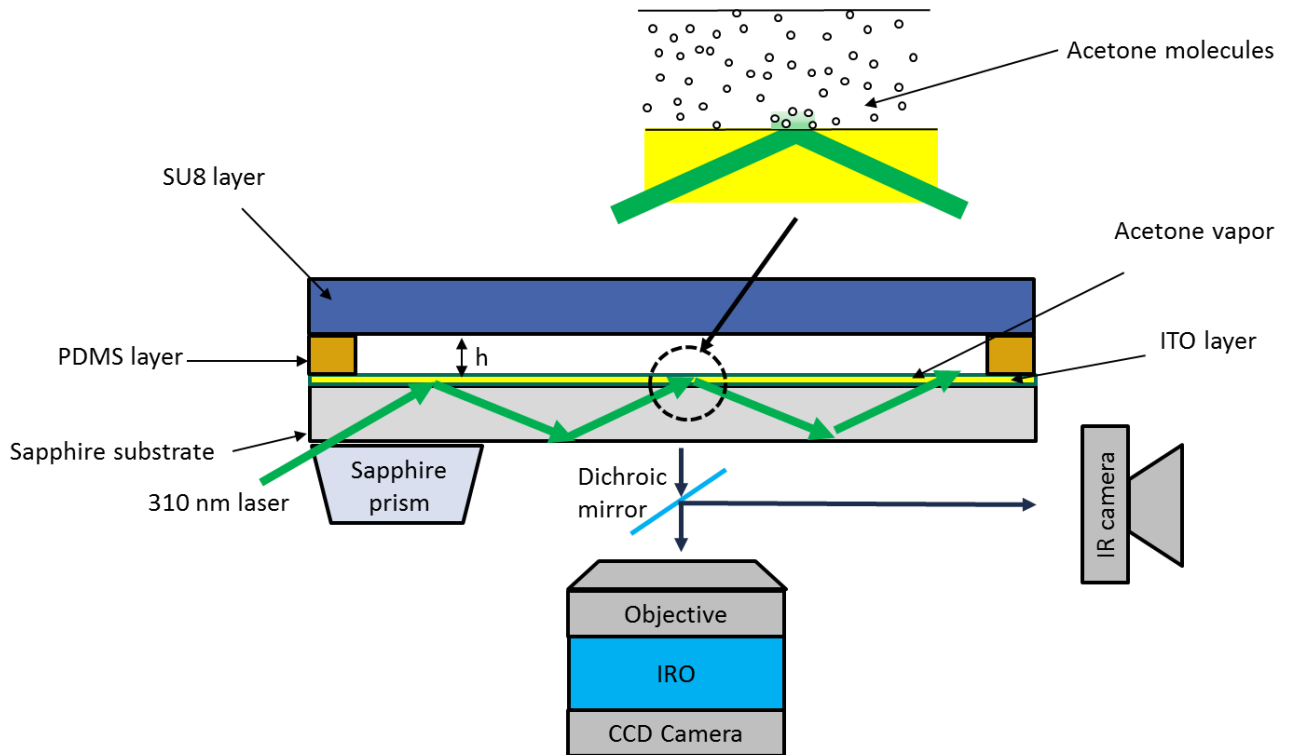 Acetone molecules
SU8 layer
Acetone vapor
PDMS layer
h
ITO layer
Sapphire substrate
310 nm laser
Sapphire
prism
Dichroic
mirror
IR camera
Objective
IRO
CCD Camera